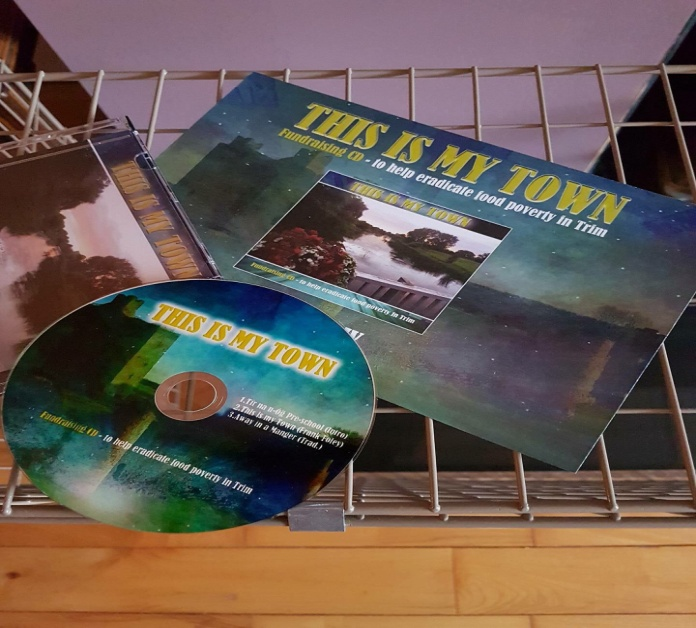 THIS IS MY TOWN
Fundraising CD - to help eradicate food poverty in Trim
THIS IS MY TOWN
Fundraising CD - to help eradicate food poverty in Trim
THIS IS MY TOWN
THIS IS MY TOWN
1.Tir na n-óg Pre-school (Intro)
2.This is my Town (Frank Foley)
3.Away in a Manger (Trad.)
Fundraising CD - to help eradicate food poverty in Trim